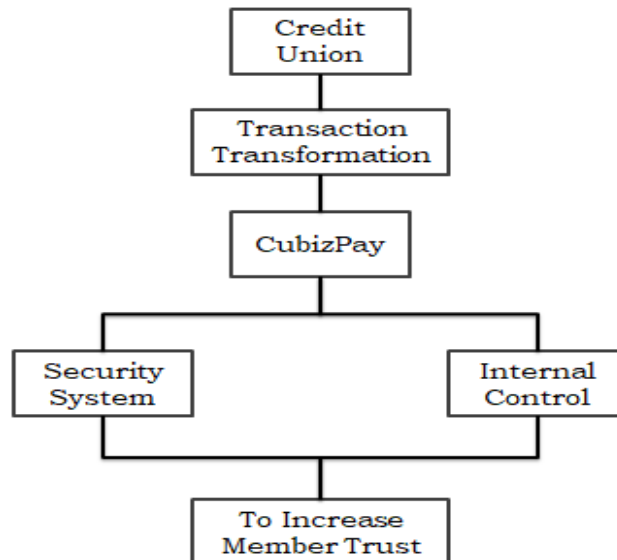 Credit
Union
Transaction
Transformation
CubizPay
Security
System
Internal
Control
To Increase
Member Trust